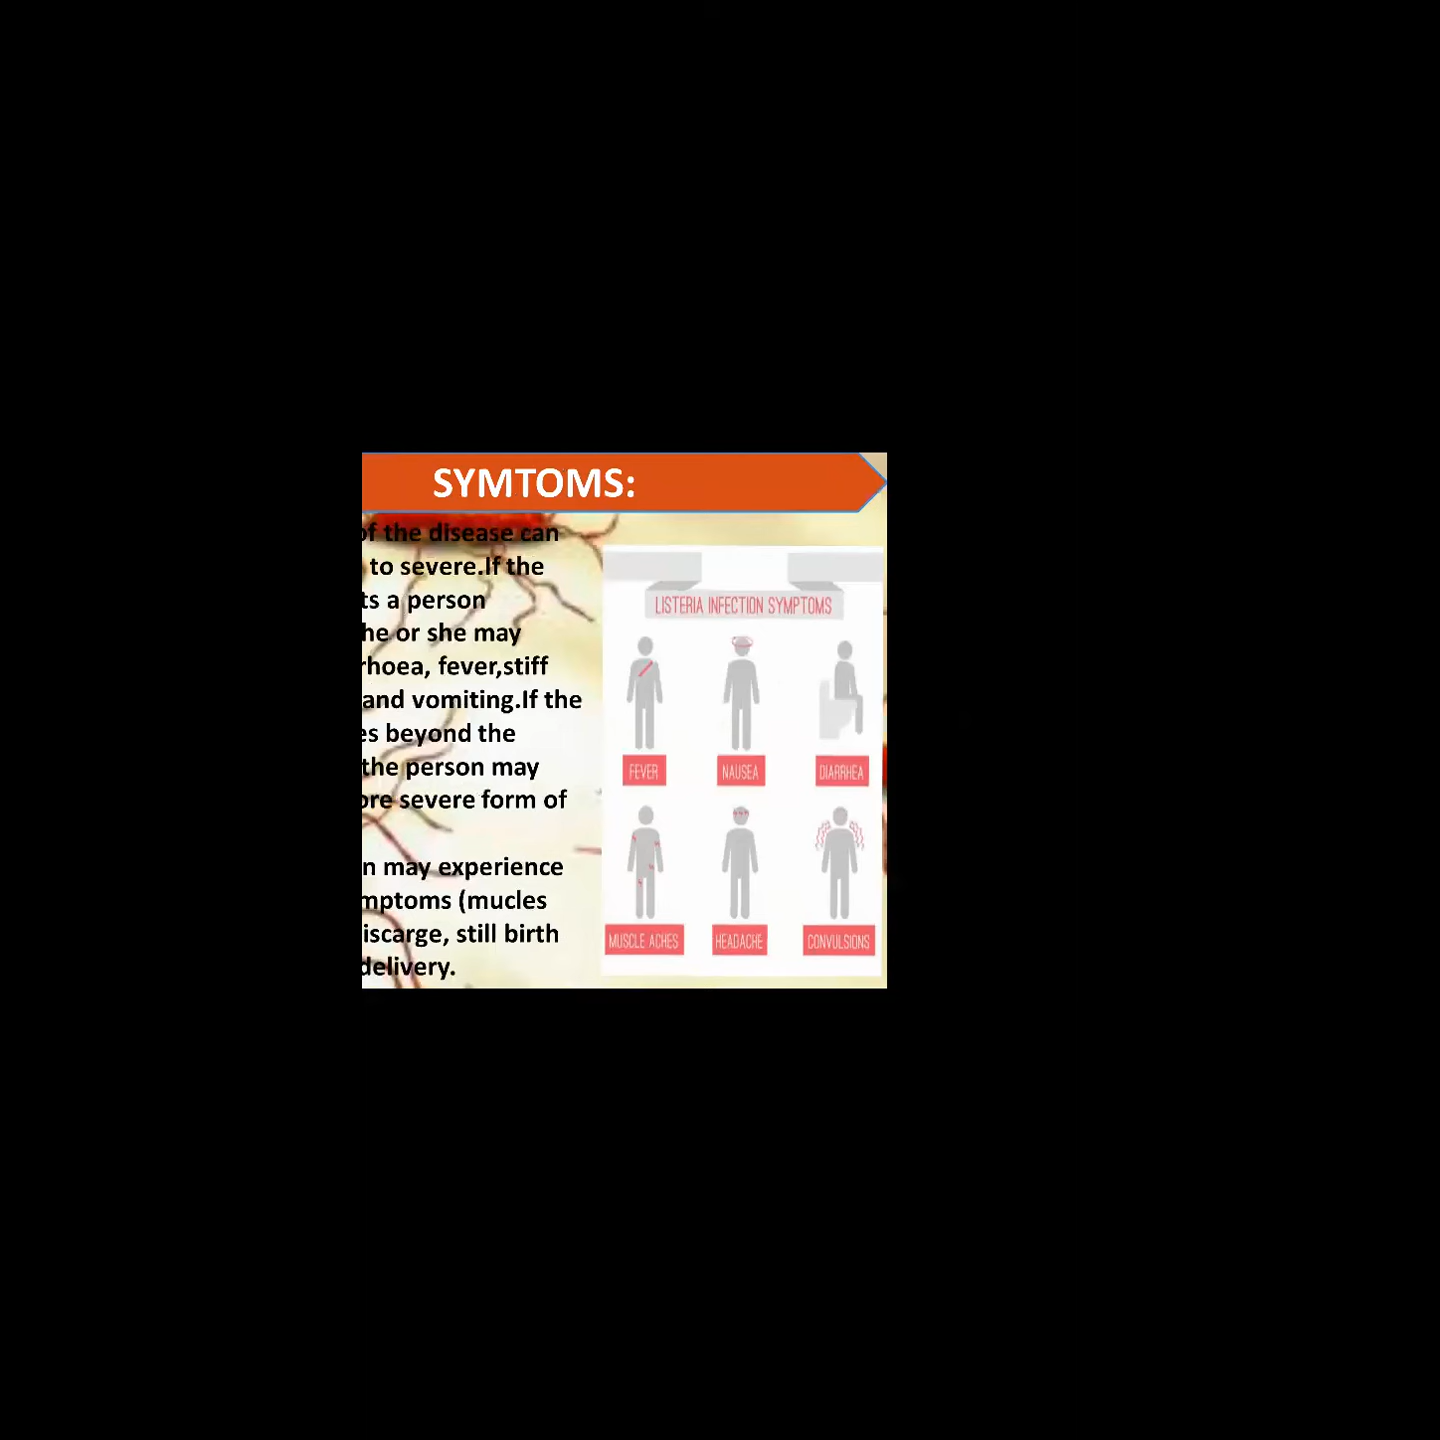 SYMTOMS:
of the disease can
to severe.If the
ts a person
he or she may
rhoea, fever,stiff
and vomiting.If the
es beyond the
the person may
ore severe form of
n may experience
mptoms (mucles
iscarge, still birth
delivery.
LISTERIA INFECTION SYMPTOMS
FEVER
NAUSEA
DIARRHEA
MUSCLE ACHES
HEADACHE
CONVULSIONS